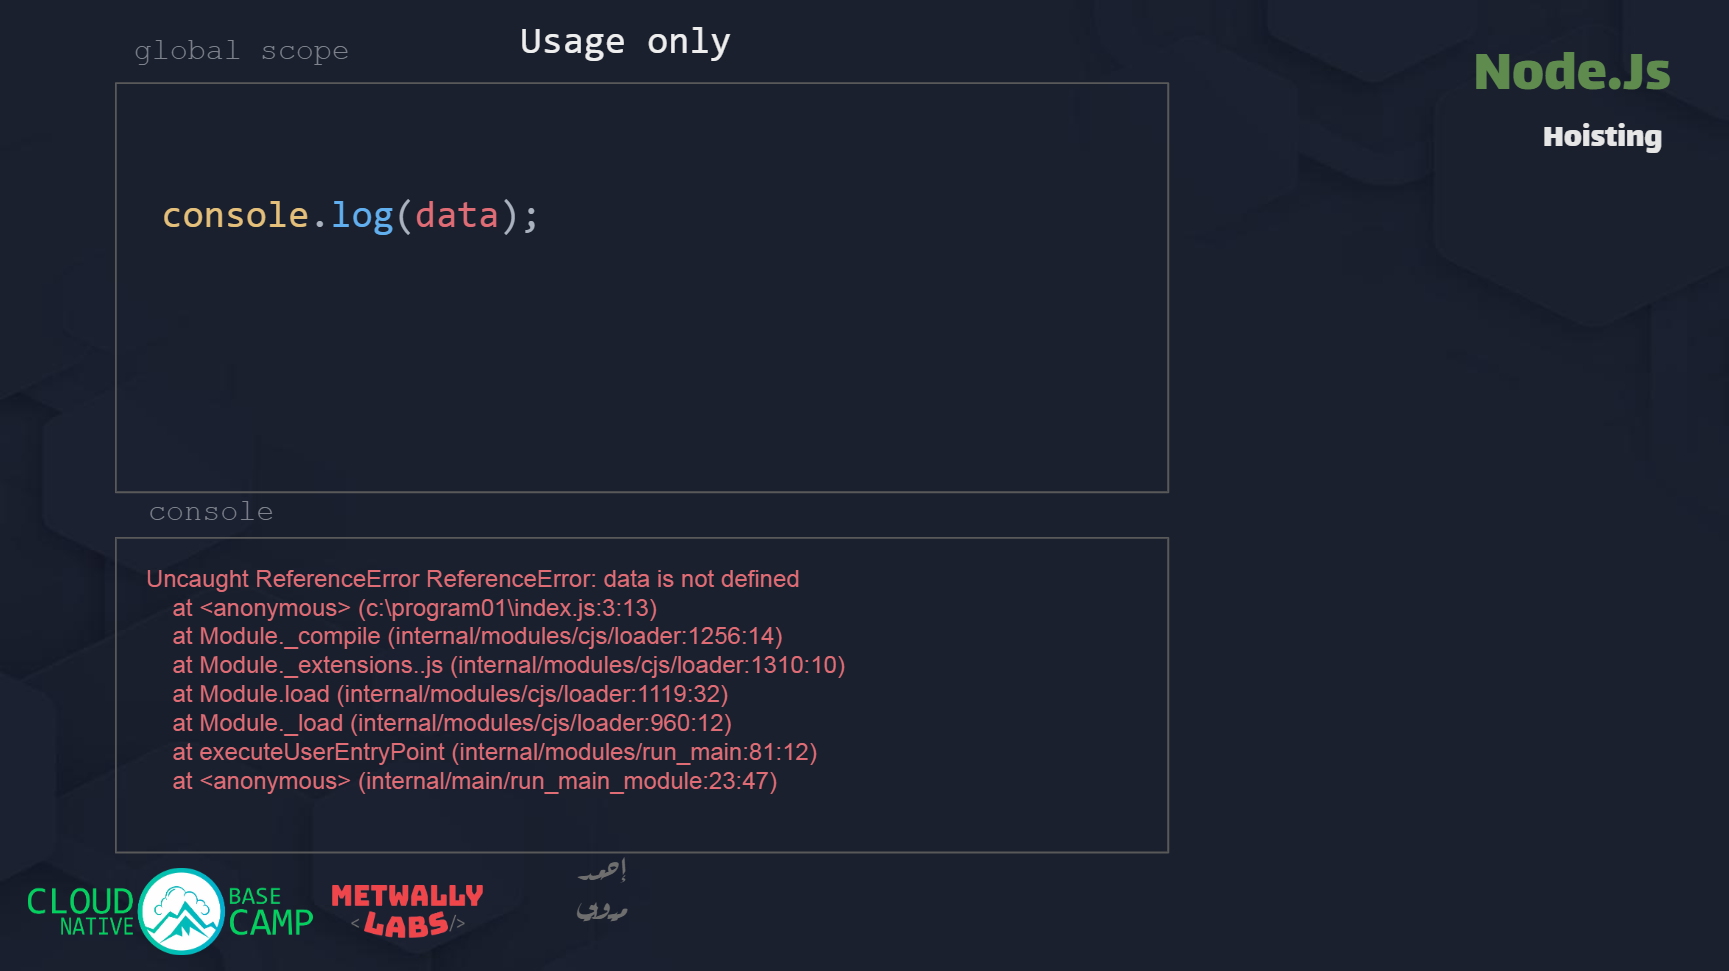 global scope
Usage only
Node.Js
Hoisting
console.log(data);
console
Uncaught ReferenceError ReferenceError: data is not defined
at <anonymous> (c:\program01\index.js:3:13)
at Module._compile (internal/modules/cjs/loader:1256:14)
at Module._extensions..js (internal/modules/cjs/loader:1310:10)
at Module.load (internal/modules/cjs/loader:1119:32)
at Module._load (internal/modules/cjs/loader:960:12)
at executeUserEntryPoint (internal/modules/run_main:81:12)
at <anonymous> (internal/main/run_main_module:23:47)
CLOUD
NATIVE
BASE
CAMP
METWALLY
<LABS/>